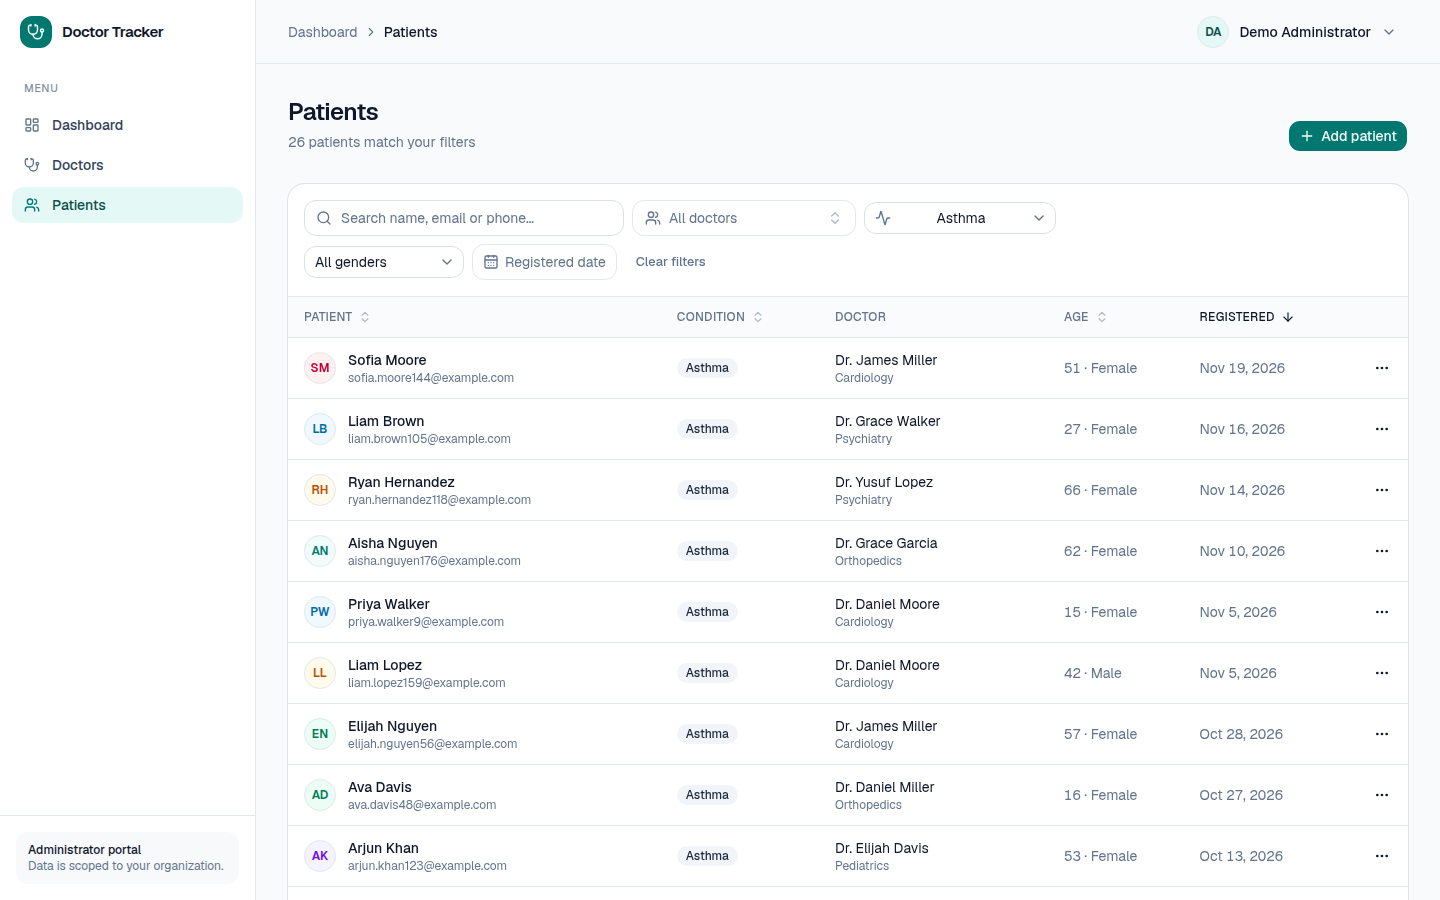 Doctor Tracker
MENU
Dashboard
Doctors
Patients
Administrator portal
Data is scoped to your organization.
Dashboard Patients
DA Demo Administrator
Patients
26 patients match your filters
Add patient
Search name, email or phone...
All doctors
Asthma
All genders
Registered date
Clear filters
PATIENT CONDITION DOCTOR AGE REGISTERED
SM Sofia Moore Asthma Dr. James Miller 51 · Female Nov 19, 2026
sofia.moore144@example.com Cardiology
LB Liam Brown Asthma Dr. Grace Walker 27 · Female Nov 16, 2026
liam.brown105@example.com Psychiatry
RH Ryan Hernandez Asthma Dr. Yusuf Lopez 66 · Female Nov 14, 2026
ryan.hernandez118@example.com Psychiatry
AN Aisha Nguyen Asthma Dr. Grace Garcia 62 · Female Nov 10, 2026
aisha.nguyen176@example.com Orthopedics
PW Priya Walker Asthma Dr. Daniel Moore 15 · Female Nov 5, 2026
priya.walker9@example.com Cardiology
LL Liam Lopez Asthma Dr. Daniel Moore 42 · Male Nov 5, 2026
liam.lopez159@example.com Cardiology
EN Elijah Nguyen Asthma Dr. James Miller 57 · Female Oct 28, 2026
elijah.nguyen56@example.com Cardiology
AD Ava Davis Asthma Dr. Daniel Miller 16 · Female Oct 27, 2026
ava.davis48@example.com Orthopedics
AK Arjun Khan Asthma Dr. Elijah Davis 53 · Female Oct 13, 2026
arjun.khan123@example.com Pediatrics